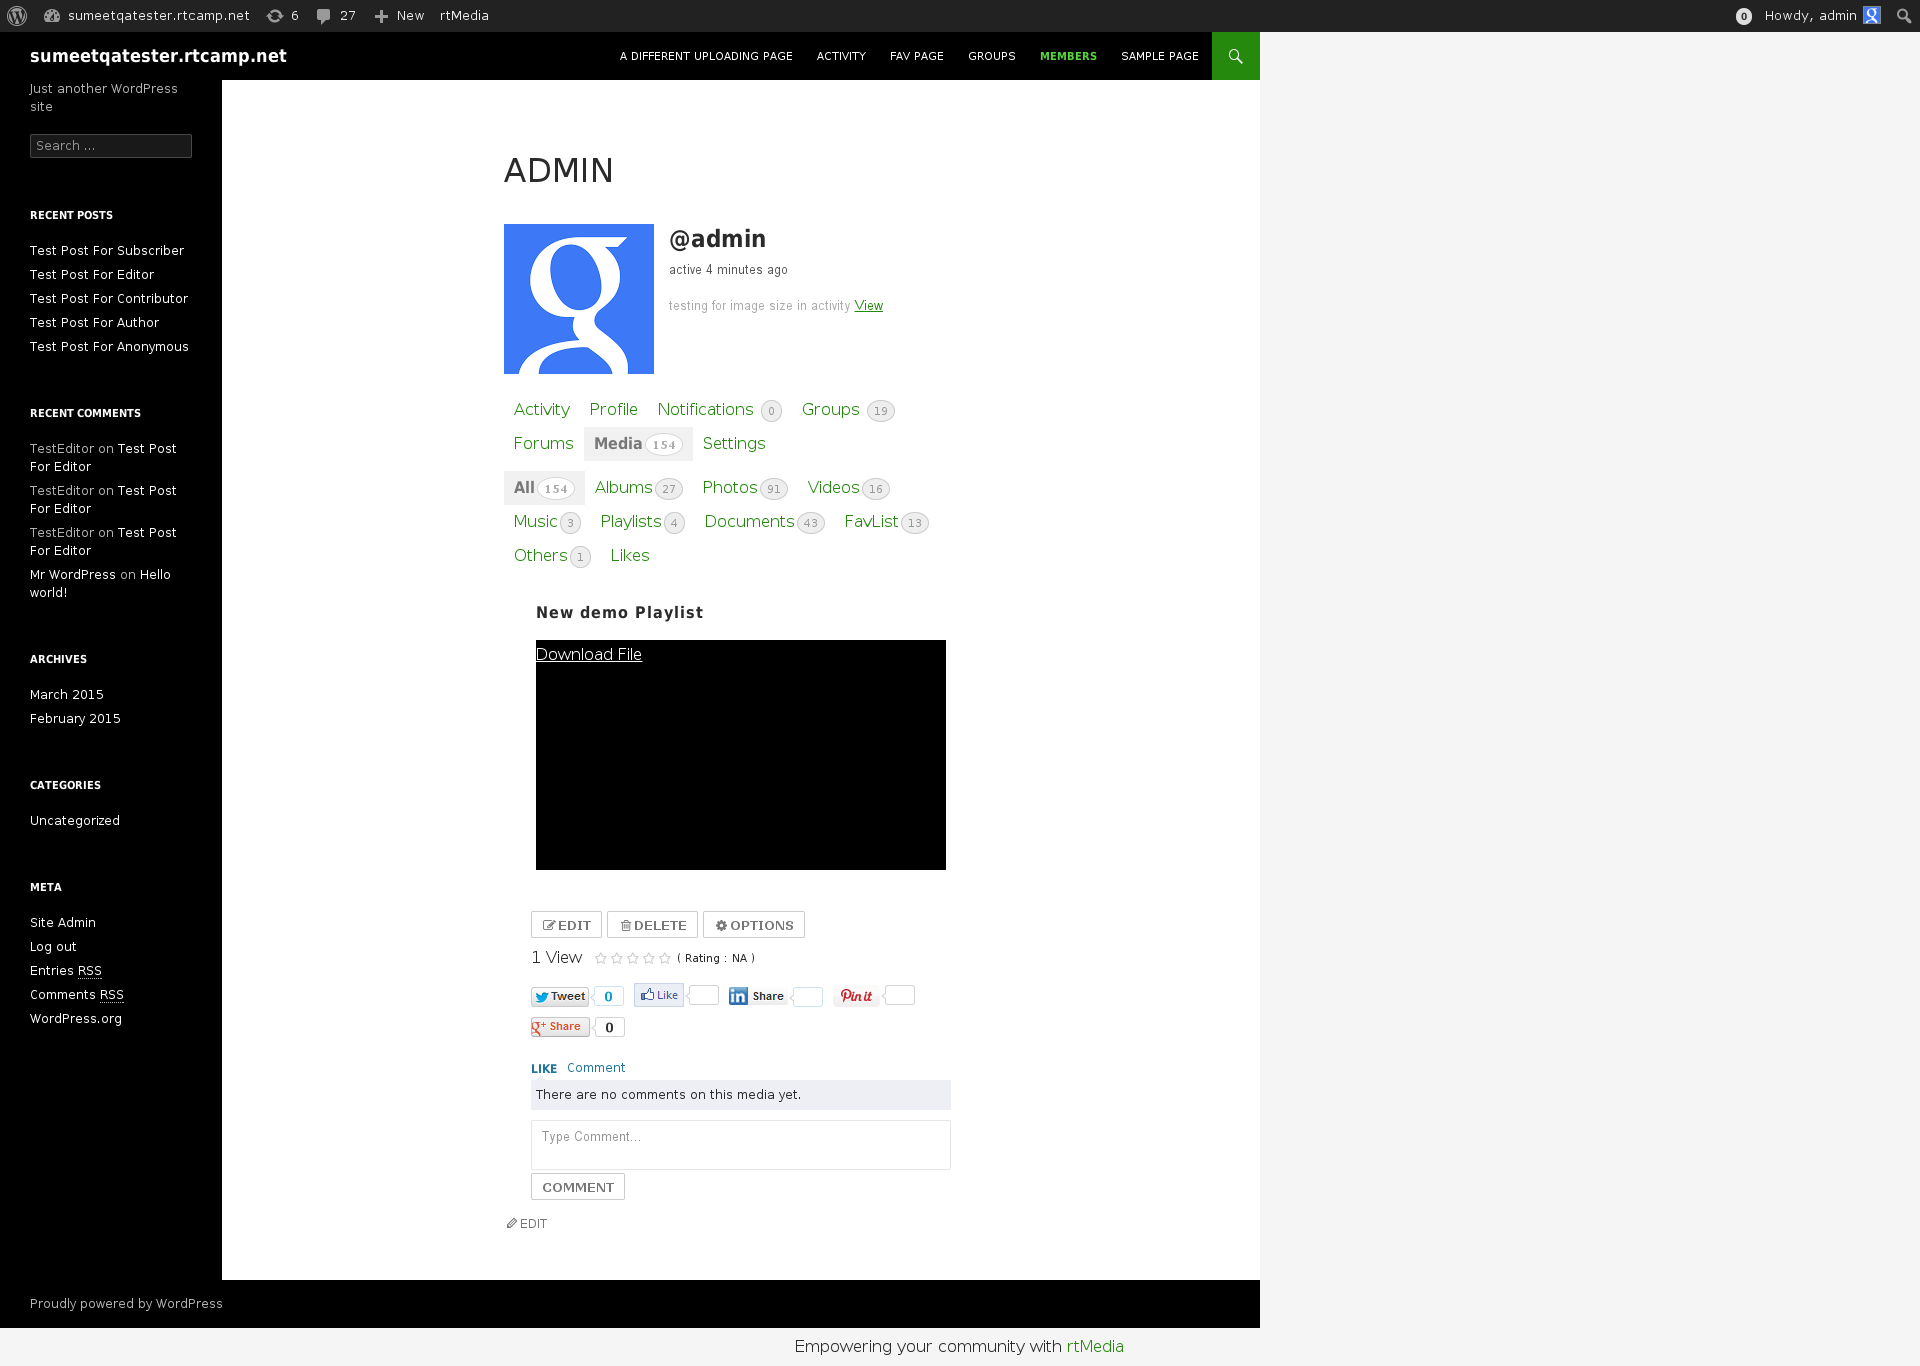 sumeetqatester.rtcamp.net 6 27 New rtMedia 0 Howdy, admin
sumeetqatester.rtcamp.net A DIFFERENT UPLOADING PAGE ACTIVITY FAV PAGE GROUPS MEMBERS SAMPLE PAGE
Just another WordPress
site
Search ...
RECENT POSTS
Test Post For Subscriber
Test Post For Editor
Test Post For Contributor
Test Post For Author
Test Post For Anonymous
RECENT COMMENTS
TestEditor on Test Post
For Editor
TestEditor on Test Post
For Editor
TestEditor on Test Post
For Editor
Mr WordPress on Hello
world!
ARCHIVES
March 2015
February 2015
CATEGORIES
Uncategorized
META
Site Admin
Log out
Entries RSS
Comments RSS
WordPress.org
ADMIN
g
@admin
active 4 minutes ago
testing for image size in activity View
Activity Profile Notifications 0 Groups 19
Forums Media 154 Settings
All 154 Albums 27 Photos 91 Videos 16
Music 3 Playlists 4 Documents 43 FavList 13
Others 1 Likes
New demo Playlist
Download File
EDIT DELETE OPTIONS
1 View ( Rating : NA )
Tweet 0 Like in Share Pin it
g+ Share 0
LIKE Comment
There are no comments on this media yet.
Type Comment...
COMMENT
EDIT
Proudly powered by WordPress
Empowering your community with rtMedia